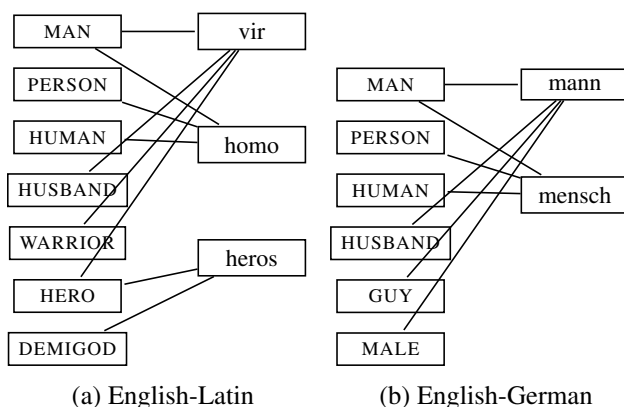 MAN
vir
PERSON
HUMAN
homo
HUSBAND
WARRIOR
heros
HERO
DEMIGOD
(a) English-Latin
MAN
mann
PERSON
HUMAN
mensch
HUSBAND
GUY
MALE
(b) English-German